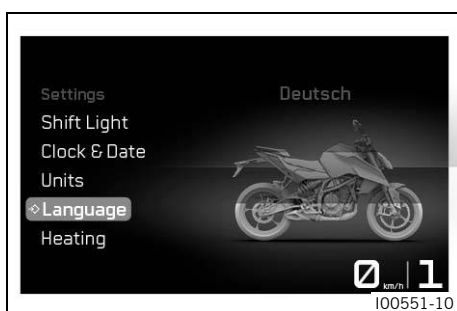 Settings
Deutsch
Shift Light
Clock & Date
Units
Language
Heating
0 km/h 1
I00551-10